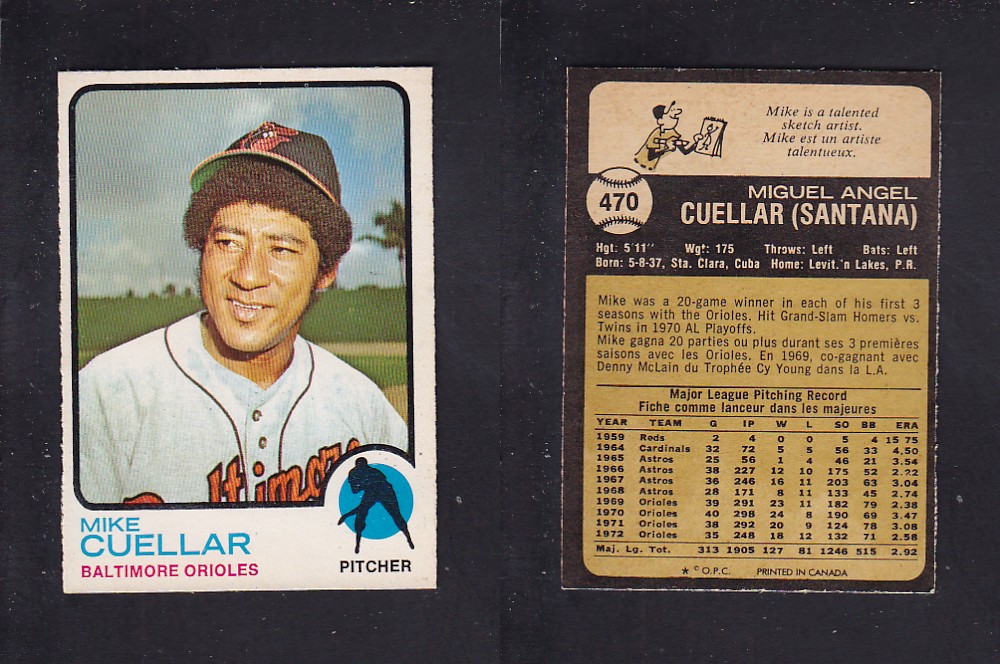 Baltimore
MIKE
CUELLAR
BALTIMORE ORIOLES
PITCHER
Mike is a talented
sketch artist.
Mike est un artiste
talentueux.
470
MIGUEL ANGEL
CUELLAR (SANTANA)
Hgt: 5'11" Wgt: 175 Throws: Left Bats: Left
Born: 5-8-37, Sta. Clara, Cuba Home: Levit.'n Lakes, P.R.
Mike was a 20-game winner in each of his first 3
seasons with the Orioles. Hit Grand-Slam Homers vs.
Twins in 1970 AL Playoffs.
Mike gagna 20 parties ou plus durant ses 3 premières
saisons avec les Orioles. En 1969, co-gagnant avec
Denny McLain du Trophée Cy Young dans la L.A.
Major League Pitching Record
Fiche comme lanceur dans les majeures
YEAR TEAM G IP W L SO BB ERA
1959 Reds 2 4 0 0 5 4 15.75
1964 Cardinals 32 72 5 5 56 33 4.50
1965 Astros 25 56 1 4 46 21 3.54
1966 Astros 38 227 12 10 175 52 2.22
1967 Astros 36 246 16 11 203 63 3.04
1968 Astros 28 171 8 11 133 45 2.74
1969 Orioles 39 291 23 11 182 79 2.38
1970 Orioles 40 298 24 8 190 69 3.47
1971 Orioles 38 292 20 9 124 78 3.08
1972 Orioles 35 248 18 12 132 71 2.58
Maj. Lg. Tot. 313 1905 127 81 1246 515 2.92
* © O.P.C. PRINTED IN CANADA